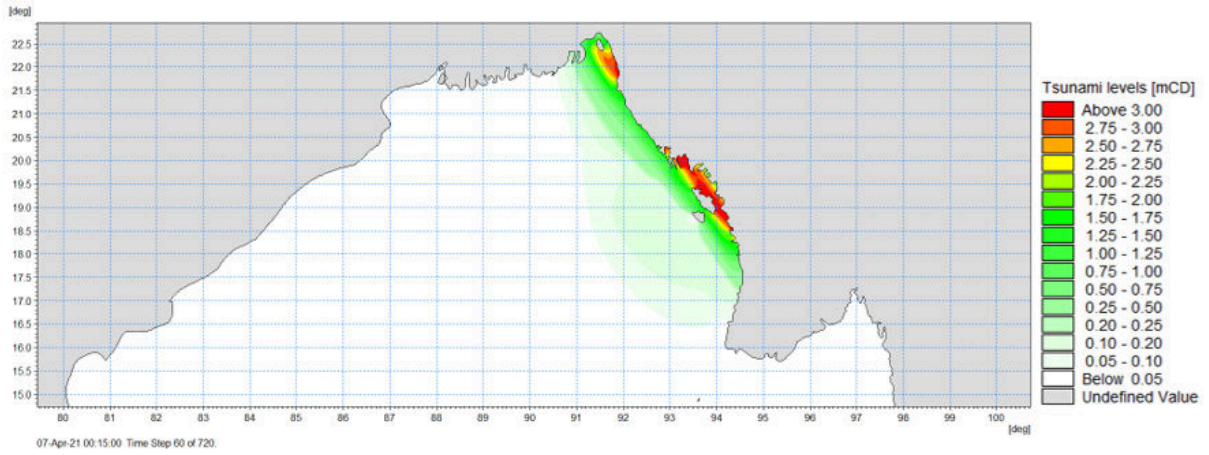 [deg]
22.5
22.0
21.5
21.0
20.5
20.0
19.5
19.0
18.5
18.0
17.5
17.0
16.5
16.0
15.5
15.0
80 81 82 83 84 85 86 87 88 89 90 91 92 93 94 95 96 97 98 99 100
[deg]
07-Apr-21 00:15:00 Time Step 60 of 720.
Tsunami levels [mCD]
Above 3.00
2.75 - 3.00
2.50 - 2.75
2.25 - 2.50
2.00 - 2.25
1.75 - 2.00
1.50 - 1.75
1.25 - 1.50
1.00 - 1.25
0.75 - 1.00
0.50 - 0.75
0.25 - 0.50
0.20 - 0.25
0.10 - 0.20
0.05 - 0.10
Below 0.05
Undefined Value